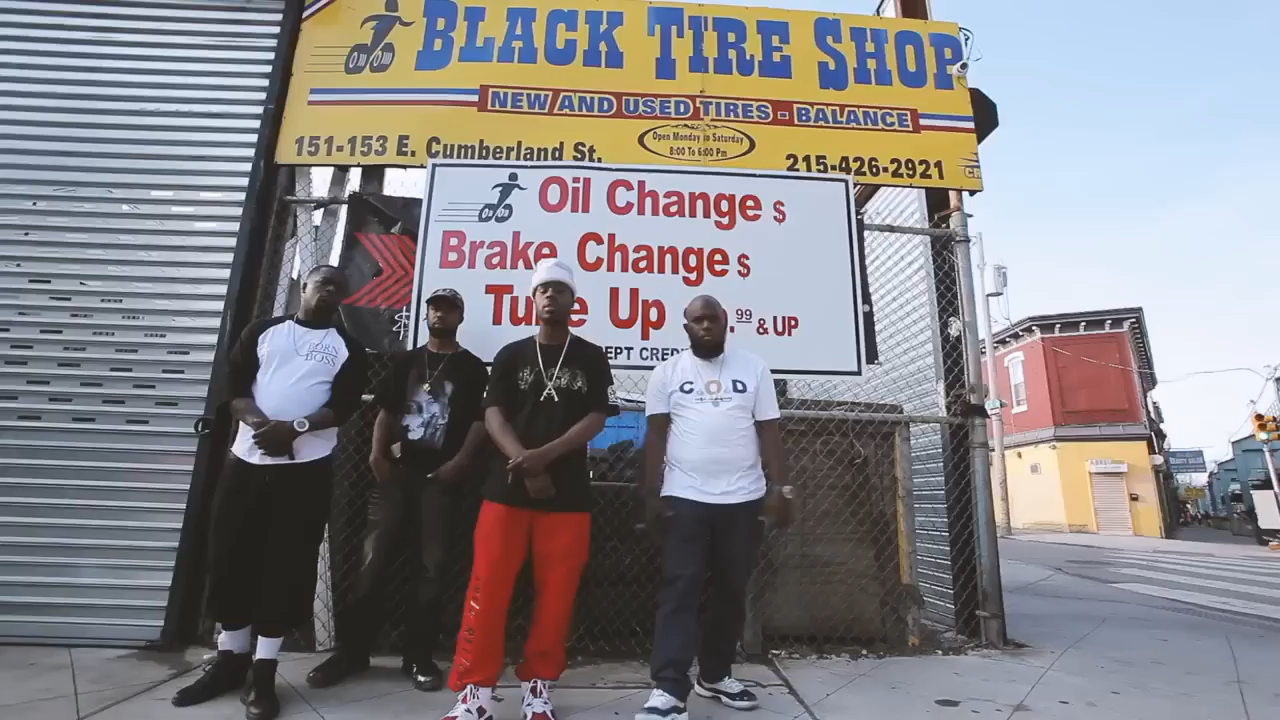 BLACK TIRE SHOP
NEW AND USED TIRES - BALANCE
Open Monday to Saturday
8:00 To 6:00 Pm
151-153 E. Cumberland St.
215-426-2921
Oil Change $
Brake Change $
Tune Up .99 & UP
BORN
BOSS
C.O.D